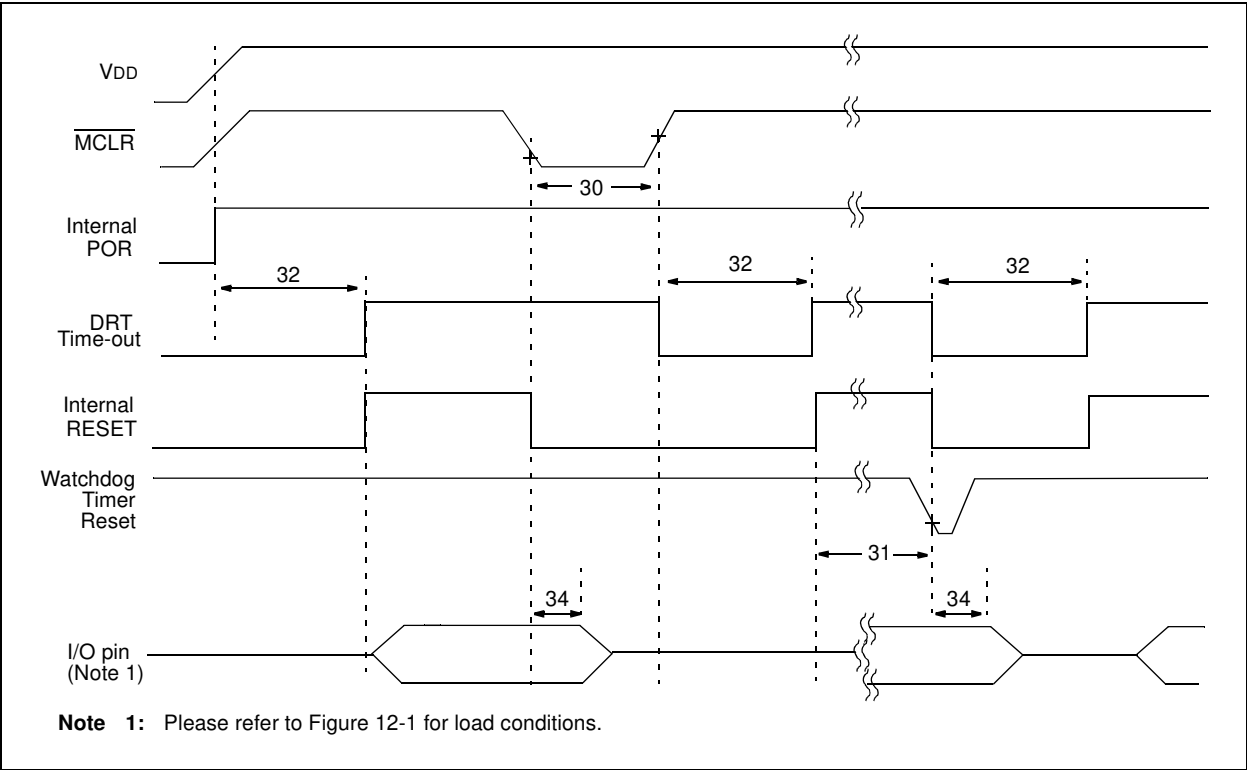 VDD
MCLR
30
Internal
POR
32
32
32
DRT
Time-out
Internal
RESET
Watchdog
Timer
Reset
31
34
34
I/O pin
(Note 1)
Note 1: Please refer to Figure 12-1 for load conditions.